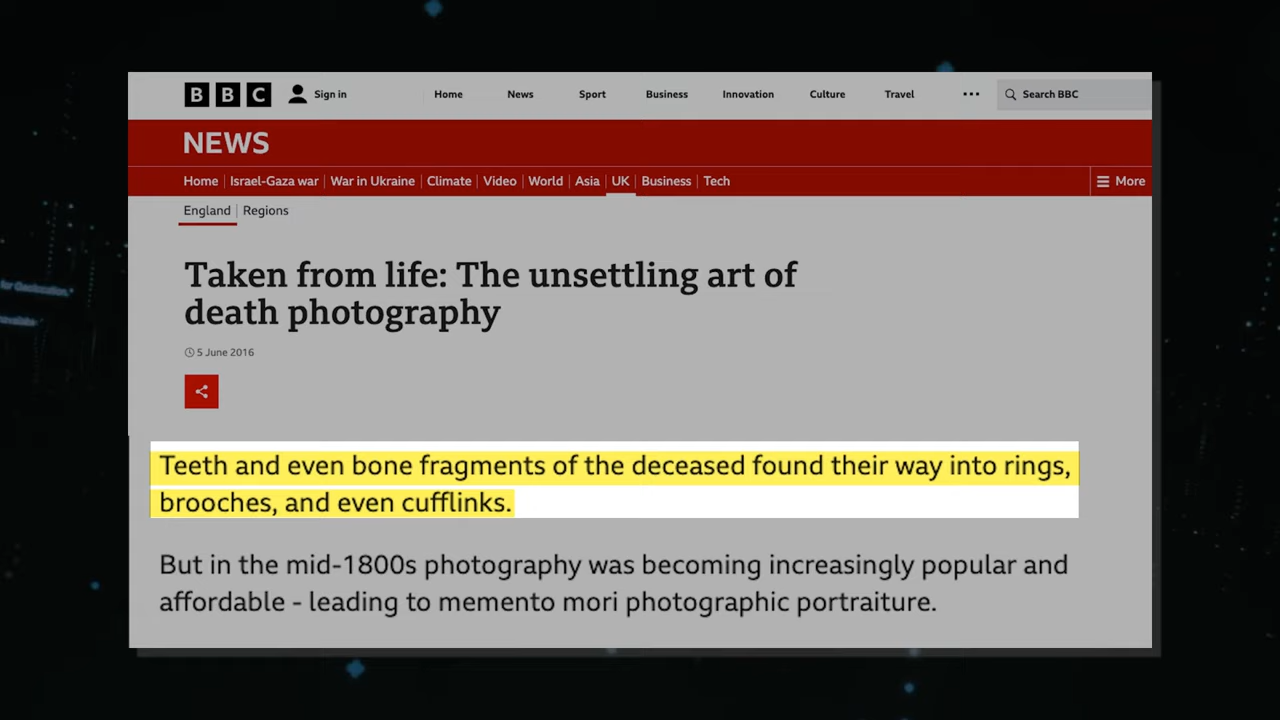 BBC Sign in Home News Sport Business Innovation Culture Travel ••• Search BBC
NEWS
Home Israel-Gaza war War in Ukraine Climate Video World Asia UK Business Tech More
England Regions
for Geolocation."
Taken from life: The unsettling art of
death photography
5 June 2016
Teeth and even bone fragments of the deceased found their way into rings,
brooches, and even cufflinks.
But in the mid-1800s photography was becoming increasingly popular and
affordable - leading to memento mori photographic portraiture.